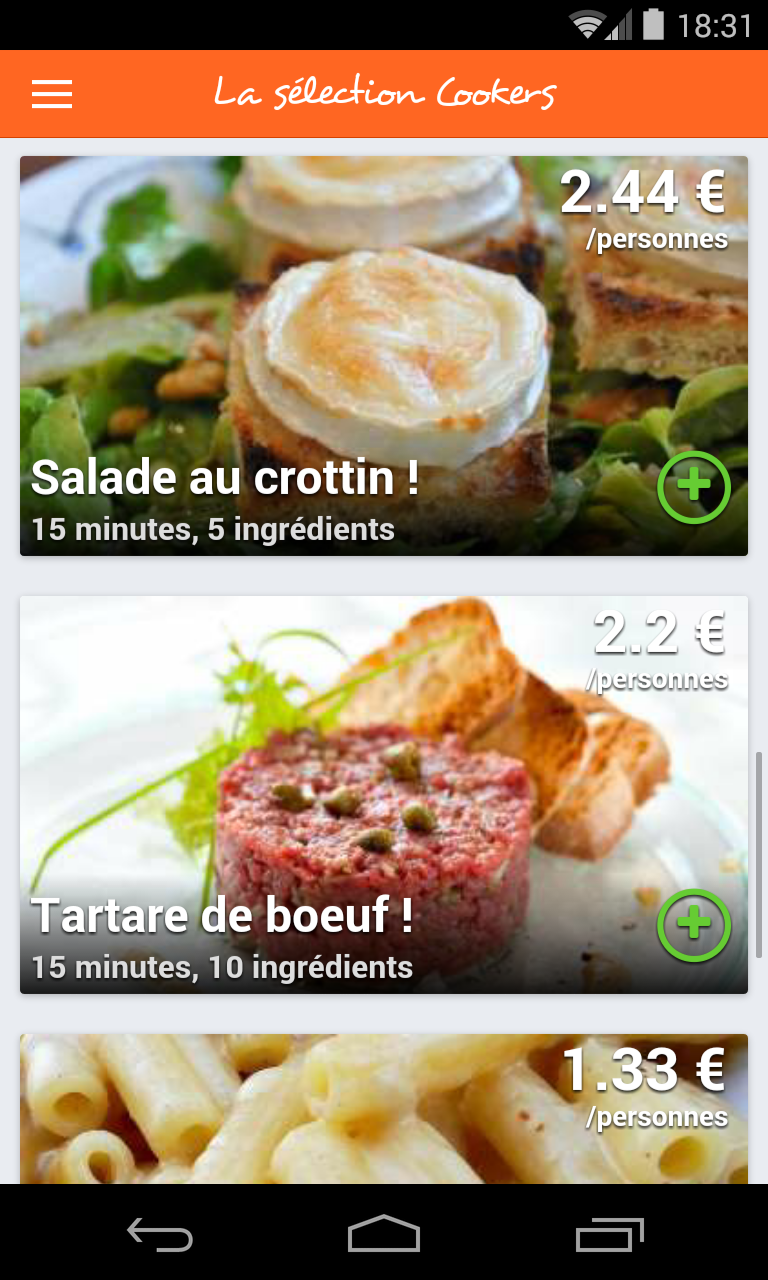 18:31
La sélection Cookers
2.44 €
/personnes
Salade au crottin !
15 minutes, 5 ingrédients
2.2 €
/personnes
Tartare de boeuf !
15 minutes, 10 ingrédients
1.33 €
/personnes